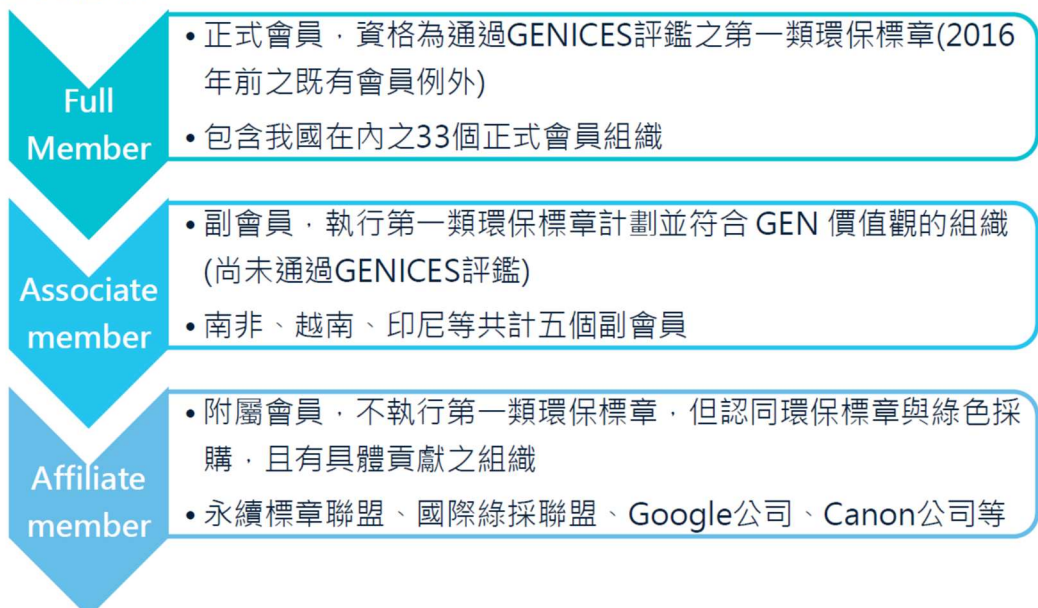 Full
Member
• 正式會員，資格為通過GENICES評鑑之第一類環保標章(2016
年前之既有會員例外)
• 包含我國在內之33個正式會員組織
Associate
member
• 副會員，執行第一類環保標章計劃並符合 GEN 價值觀的組織
(尚未通過GENICES評鑑)
• 南非、越南、印尼等共計五個副會員
Affiliate
member
• 附屬會員，不執行第一類環保標章，但認同環保標章與綠色採
購，且有具體貢獻之組織
• 永續標章聯盟、國際綠採聯盟、Google公司、Canon公司等